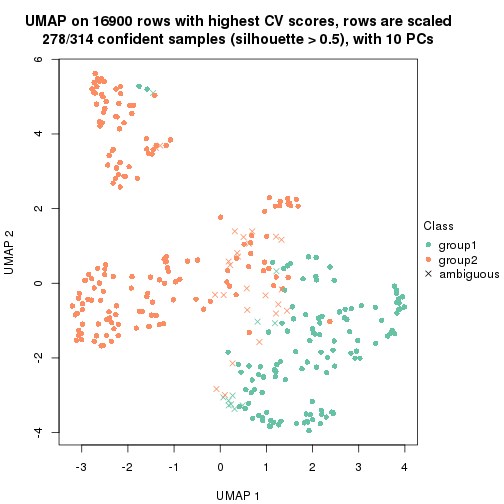 UMAP on 16900 rows with highest CV scores, rows are scaled
278/314 confident samples (silhouette > 0.5), with 10 PCs
6
4
2
0
-2
-4
UMAP 2
-3
-2
-1
0
1
2
3
4
UMAP 1
Class
group1
group2
ambiguous